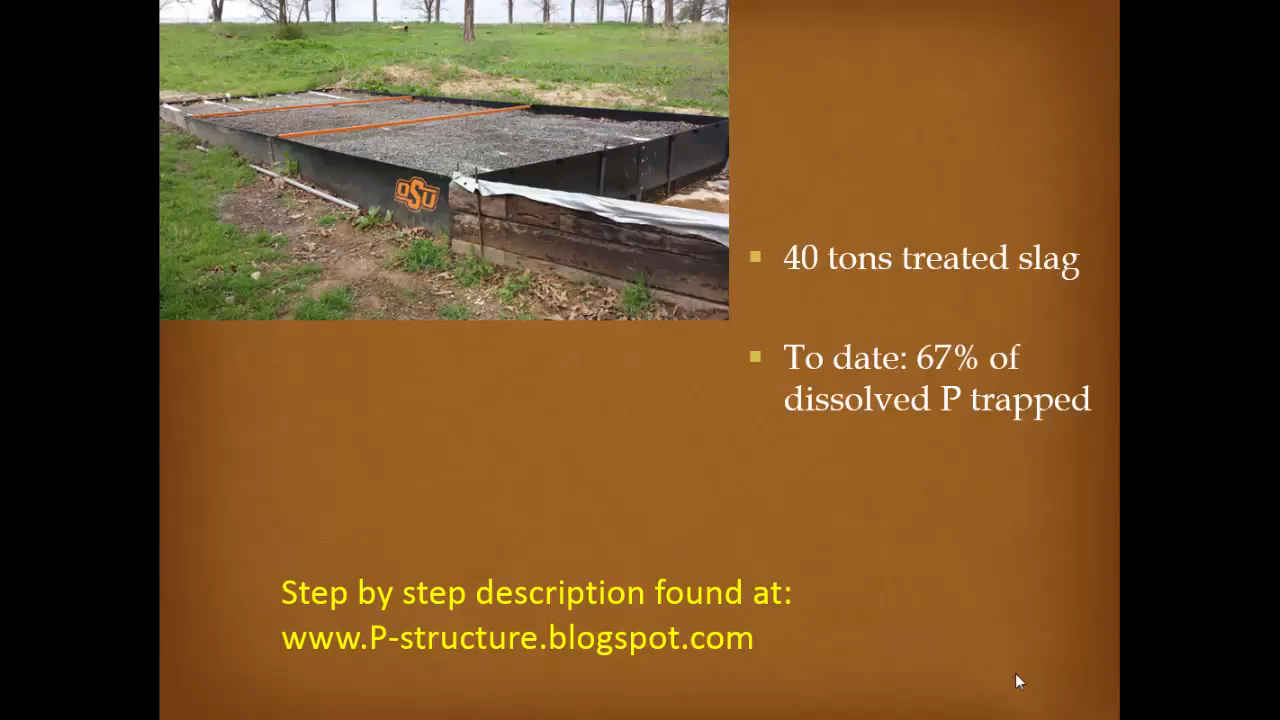 OSU
40 tons treated slag
To date: 67% of
dissolved P trapped
Step by step description found at:
www.P-structure.blogspot.com